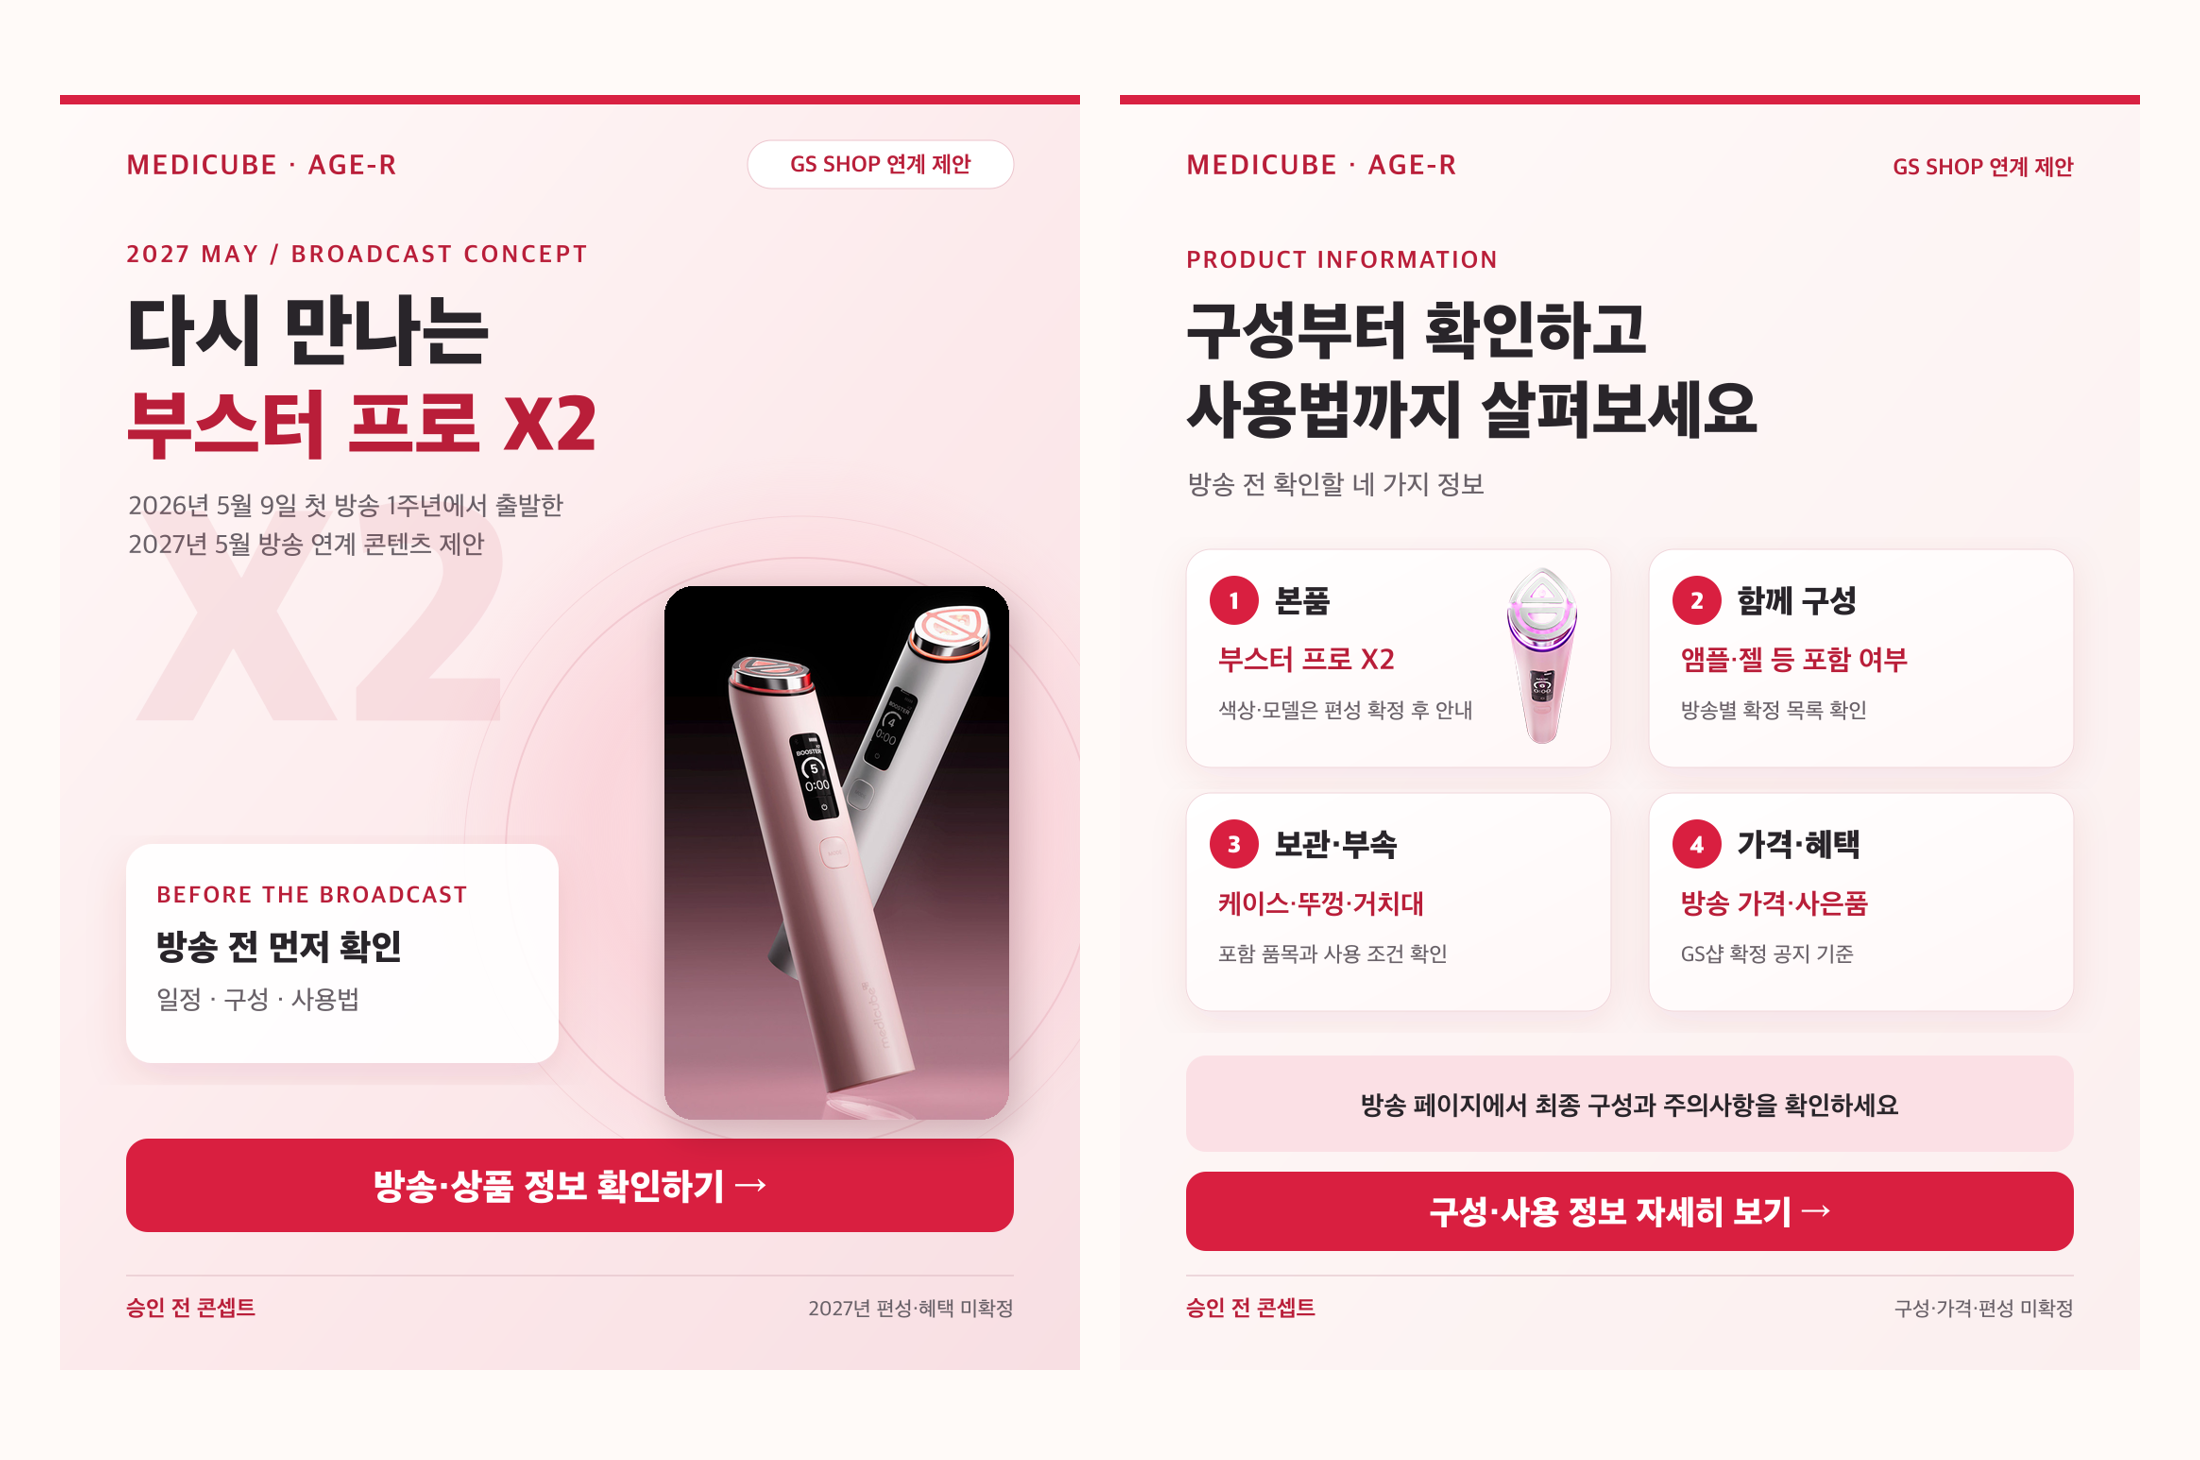 MEDICUBE · AGE-R
GS SHOP 연계 제안
2027 MAY / BROADCAST CONCEPT
다시 만나는
부스터 프로 X2
2026년 5월 9일 첫 방송 1주년에서 출발한
2027년 5월 방송 연계 콘텐츠 제안
X2
BOOSTER
4
0:00
BOOSTER
5
0:00
medicube
BEFORE THE BROADCAST
방송 전 먼저 확인
일정 · 구성 · 사용법
방송·상품 정보 확인하기 →
승인 전 콘셉트
2027년 편성·혜택 미확정
MEDICUBE · AGE-R
GS SHOP 연계 제안
PRODUCT INFORMATION
구성부터 확인하고
사용법까지 살펴보세요
방송 전 확인할 네 가지 정보
1 본품
부스터 프로 X2
색상·모델은 편성 확정 후 안내
2 함께 구성
앰플·젤 등 포함 여부
방송별 확정 목록 확인
3 보관·부속
케이스·뚜껑·거치대
포함 품목과 사용 조건 확인
4 가격·혜택
방송 가격·사은품
GS샵 확정 공지 기준
방송 페이지에서 최종 구성과 주의사항을 확인하세요
구성·사용 정보 자세히 보기 →
승인 전 콘셉트
구성·가격·편성 미확정